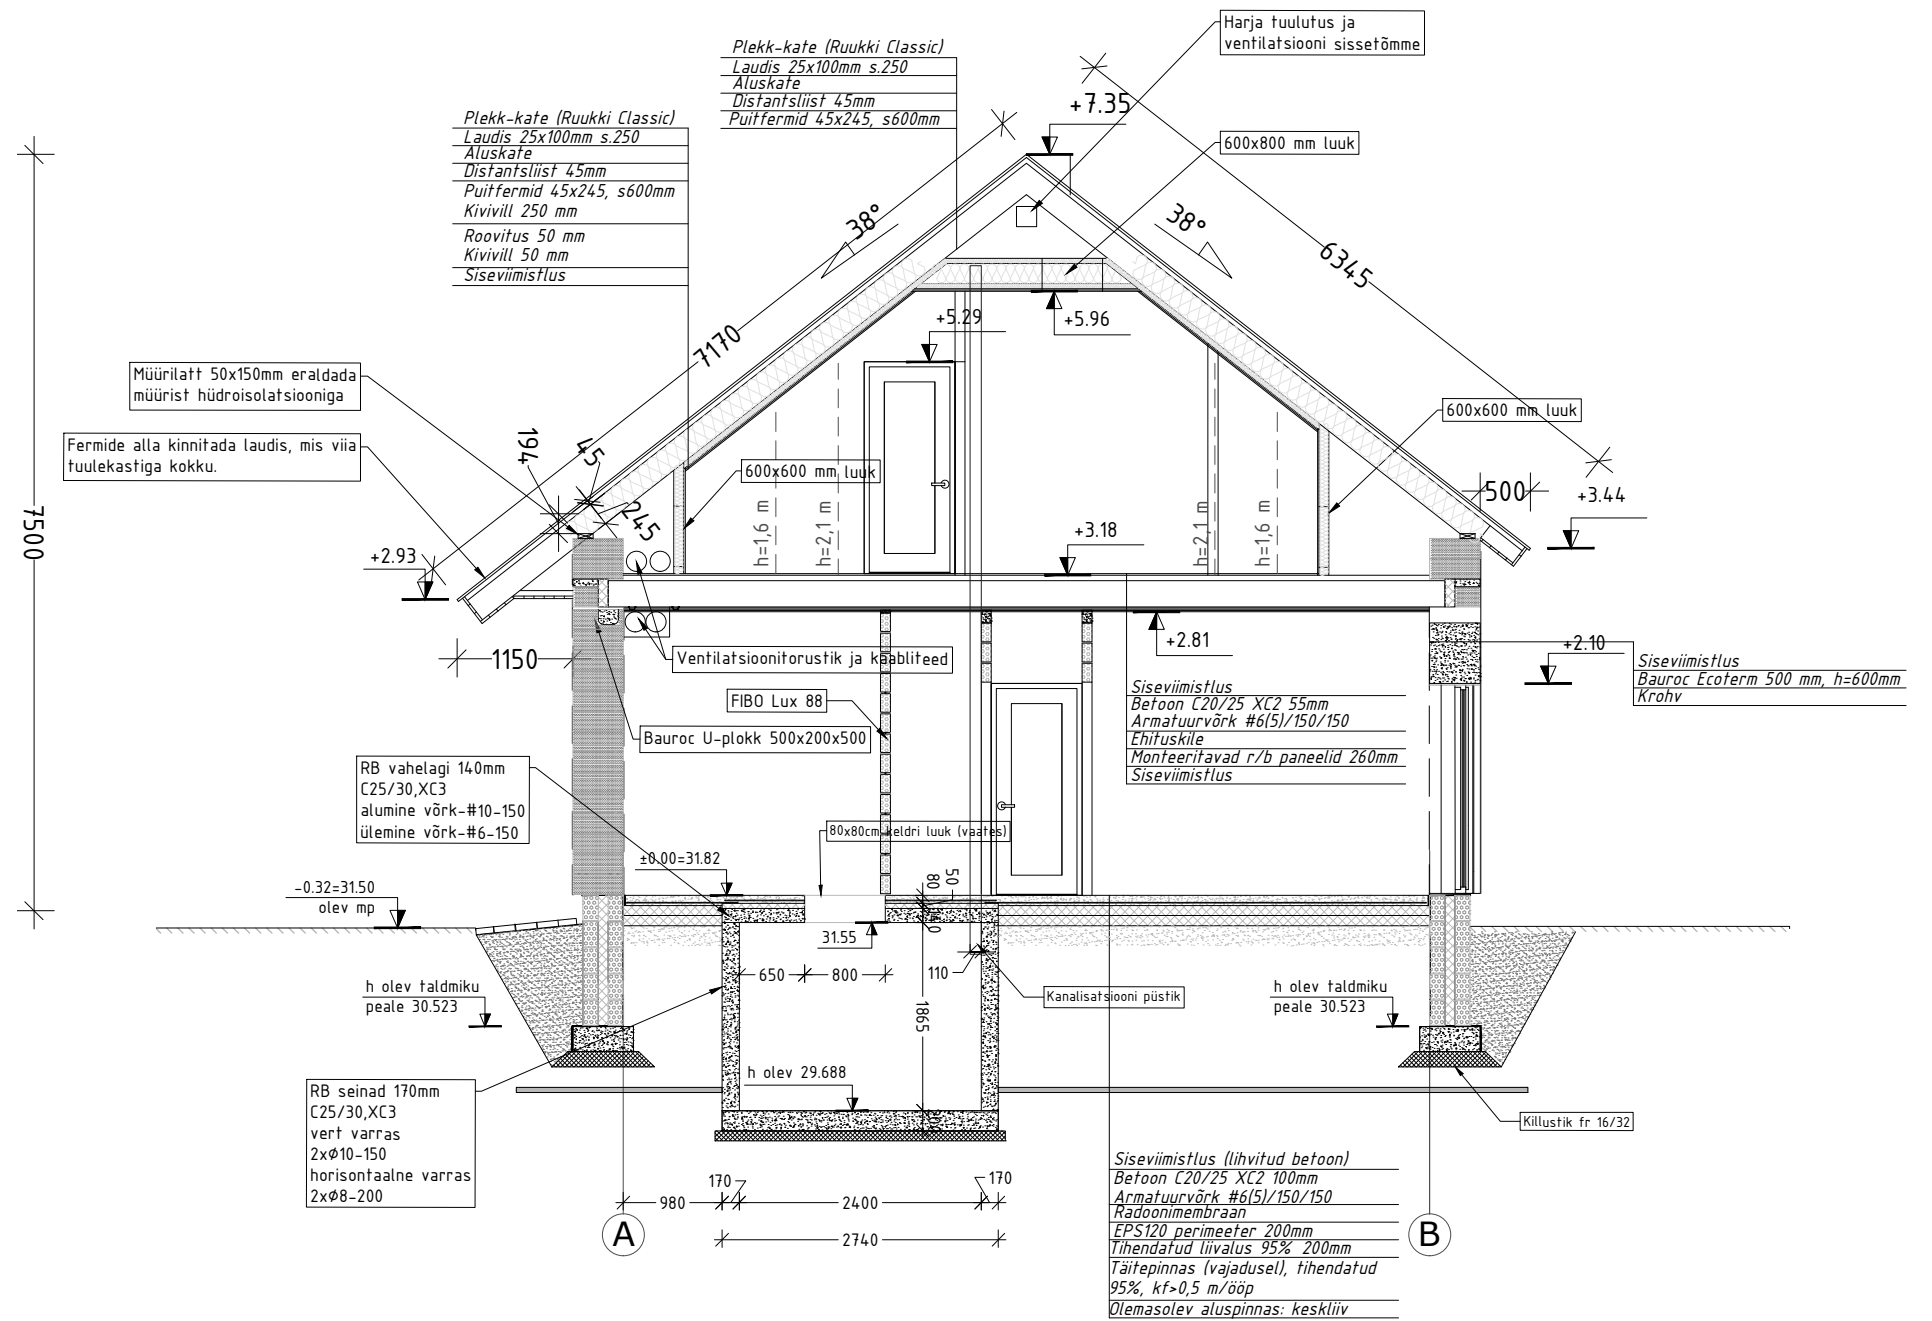 Harja tuulutus ja
ventilatsiooni sissetõmme
Plekk-kate (Ruukki Classic)
Laudis 25x100mm s.250
Aluskate
Distantsliist 45mm
Puitfermid 45x245, s600mm
Plekk-kate (Ruukki Classic)
Laudis 25x100mm s.250
Aluskate
Distantsliist 45mm
Puitfermid 45x245, s600mm
Kivivill 250 mm
Roovitus 50 mm
Kivivill 50 mm
Siseviimistlus
+7.35
600x800 mm luuk
38°
38°
6345
7170
+5.29
+5.96
Müürilatt 50x150mm eraldada
müürist hüdroisolatsiooniga
Fermide alla kinnitada laudis, mis viia
tuulekastiga kokku.
194
45
245
600x600 mm luuk
600x600 mm luuk
h=1,6 m
h=2,1 m
h=2,1 m
h=1,6 m
500
+3.44
7500
+2.93
+3.18
1150
Ventilatsioonitorustik ja kaabliteed
+2.81
+2.10
FIBO Lux 88
Bauroc U-plokk 500x200x500
Siseviimistlus
Bauroc Ecoterm 500 mm, h=600mm
Krohv
Siseviimistlus
Betoon C20/25 XC2 55mm
Armatuurvõrk #6(5)/150/150
Ehituskile
Monteeritavad r/b paneelid 260mm
Siseviimistlus
RB vahelagi 140mm
C25/30,XC3
alumine võrk-#10-150
ülemine võrk-#6-150
80x80cm keldri luuk (vaates)
±0.00=31.82
-0.32=31.50
olev mp
80
50
140
31.55
650
800
110
Kanalisatsiooni püstik
h olev taldmiku
peale 30.523
h olev taldmiku
peale 30.523
1865
h olev 29.688
RB seinad 170mm
C25/30,XC3
vert varras
2xϕ10-150
horisontaalne varras
2xϕ8-200
Killustik fr 16/32
170
170
980
2400
2740
A
B
Siseviimistlus (lihvitud betoon)
Betoon C20/25 XC2 100mm
Armatuurvõrk #6(5)/150/150
Radoonimembraan
EPS120 perimeeter 200mm
Tihendatud liivalus 95% 200mm
Täitepinnas (vajadusel), tihendatud
95%, kf>0,5 m/ööp
Olemasolev aluspinnas: keskliiv